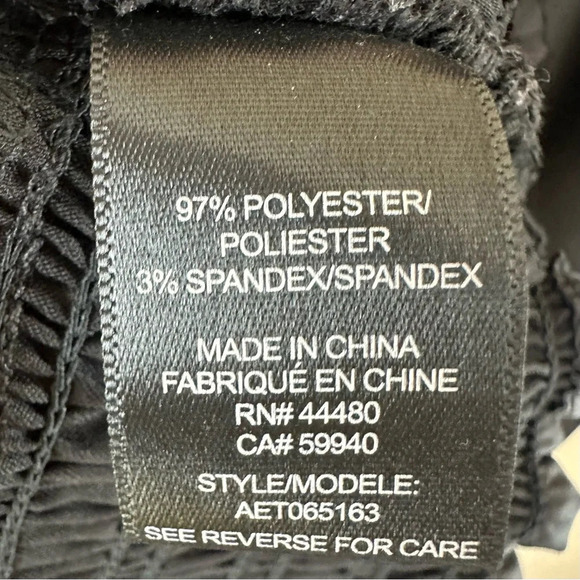 97% POLYESTER/
POLIESTER
3% SPANDEX/SPANDEX
MADE IN CHINA
FABRIQUÉ EN CHINE
RN# 44480
CA# 59940
STYLE/MODELE:
AET065163
SEE REVERSE FOR CARE